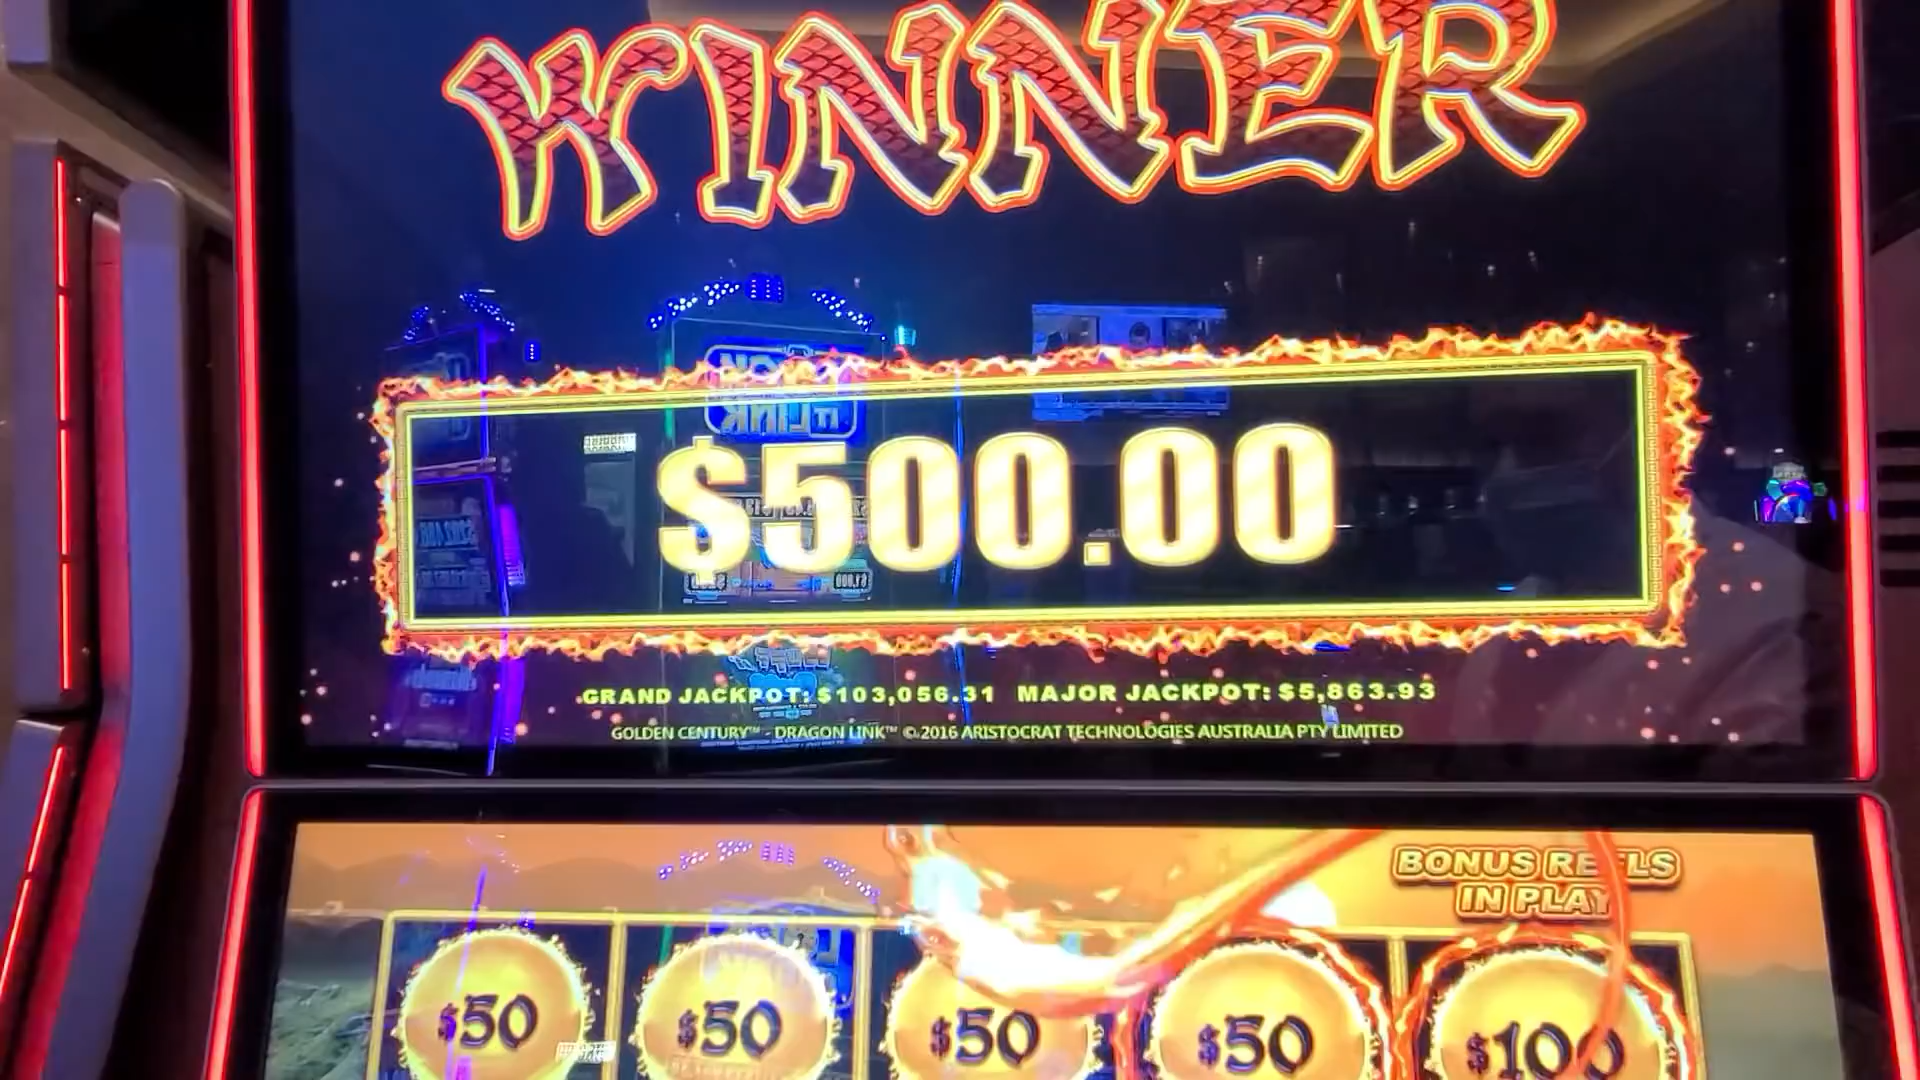 WINNER
$500.00
GRAND JACKPOT: $103,056.31 MAJOR JACKPOT: $5,863.93
GOLDEN CENTURY™ - DRAGON LINK™ © 2016 ARISTOCRAT TECHNOLOGIES AUSTRALIA PTY LIMITED
BONUS REELS
IN PLAY
$50 $50 $50 $50 $100